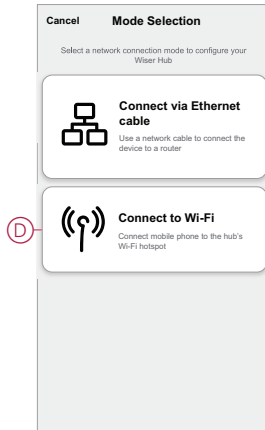 Cancel Mode Selection
Select a network connection mode to configure your
Wiser Hub
Connect via Ethernet
cable
Use a network cable to connect the
device to a router
D
Connect to Wi-Fi
Connect mobile phone to the hub's
Wi-Fi hotspot